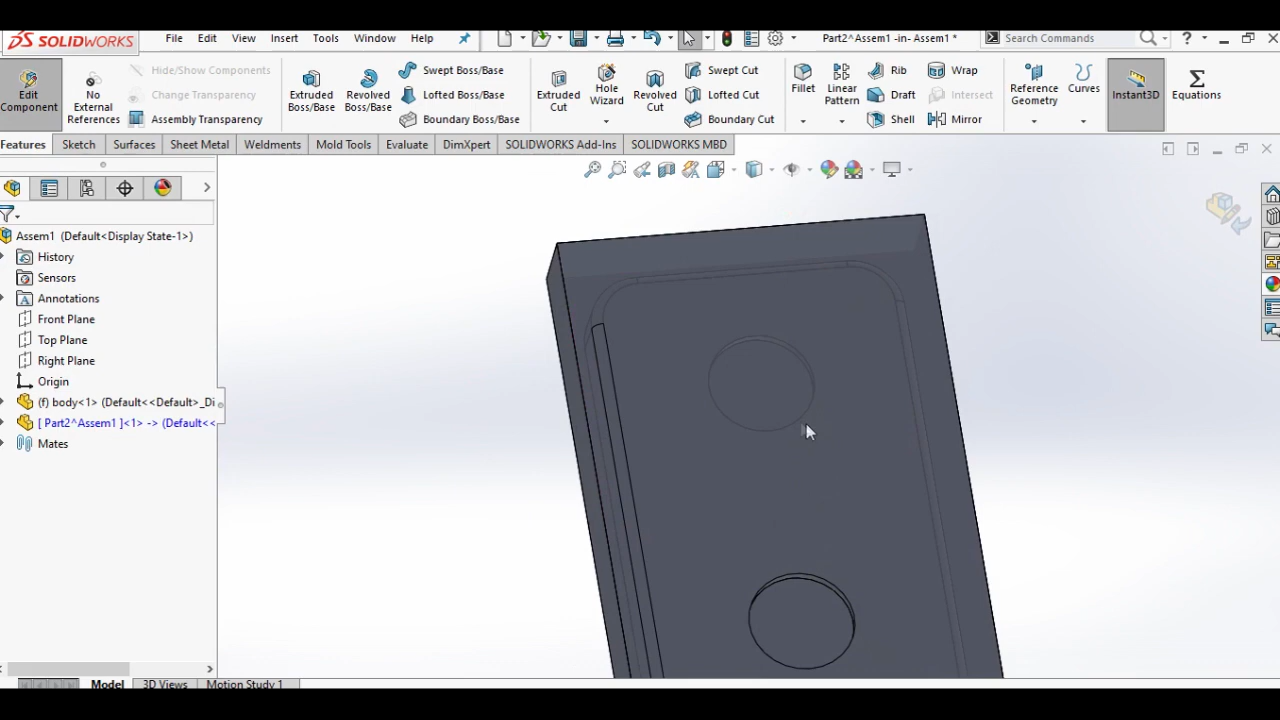 SOLIDWORKS
File Edit View Insert Tools Window Help
Part2^Assem1 -in- Assem1 *
Search Commands
?
Edit Component
No External References
Hide/Show Components
Change Transparency
Assembly Transparency
Extruded Boss/Base
Revolved Boss/Base
Swept Boss/Base
Lofted Boss/Base
Boundary Boss/Base
Extruded Cut
Hole Wizard
Revolved Cut
Swept Cut
Lofted Cut
Boundary Cut
Fillet
Linear Pattern
Rib
Draft
Shell
Wrap
Intersect
Mirror
Reference Geometry
Curves
Instant3D
Equations
Features Sketch Surfaces Sheet Metal Weldments Mold Tools Evaluate DimXpert SOLIDWORKS Add-Ins SOLIDWORKS MBD
Assem1 (Default<Display State-1>)
History
Sensors
Annotations
Front Plane
Top Plane
Right Plane
Origin
(f) body<1> (Default<<Default>_Di
[ Part2^Assem1 ]<1> -> (Default<<
Mates
Model 3D Views Motion Study 1